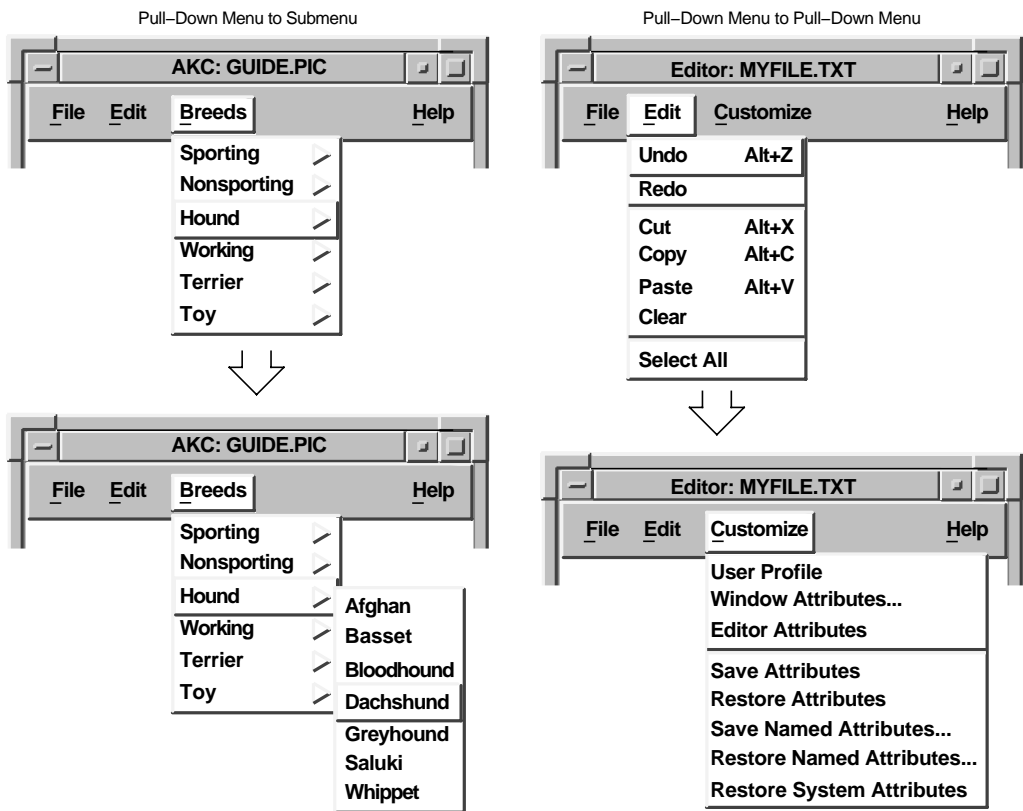 Pull–Down Menu to Submenu
AKC: GUIDE.PIC
File Edit Breeds Help
Sporting
Nonsporting
Hound
Working
Terrier
Toy
AKC: GUIDE.PIC
File Edit Breeds Help
Sporting
Nonsporting
Hound
Working
Terrier
Toy
Afghan
Basset
Bloodhound
Dachshund
Greyhound
Saluki
Whippet
Pull–Down Menu to Pull–Down Menu
Editor: MYFILE.TXT
File Edit Customize Help
Undo Alt+Z
Redo
Cut Alt+X
Copy Alt+C
Paste Alt+V
Clear
Select All
Editor: MYFILE.TXT
File Edit Customize Help
User Profile
Window Attributes...
Editor Attributes
Save Attributes
Restore Attributes
Save Named Attributes...
Restore Named Attributes...
Restore System Attributes